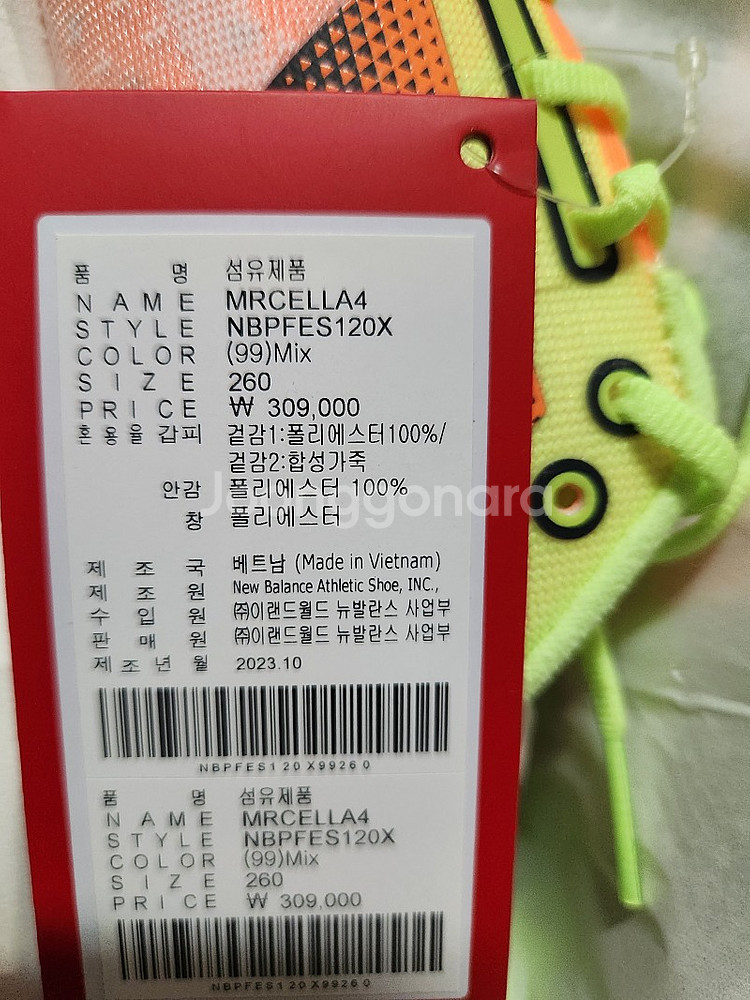 품 명 섬유제품
NAME MRCELLA4
STYLE NBPFES120X
COLOR (99)Mix
SIZE 260
PRICE ₩ 309,000
혼용율 갑피 겉감1:폴리에스터100%/
겉감2:합성가죽
안감 폴리에스터 100%
창 폴리에스터
Joonggonara
제조국 베트남 (Made in Vietnam)
제조원 New Balance Athletic Shoe, INC.,
수입원 ㈜이랜드월드 뉴발란스 사업부
판매원 ㈜이랜드월드 뉴발란스 사업부
제조년월 2023.10
NBPFES120X99260
품 명 섬유제품
NAME MRCELLA4
STYLE NBPFES120X
COLOR (99)Mix
SIZE 260
PRICE ₩ 309,000
NBPFES120X99260